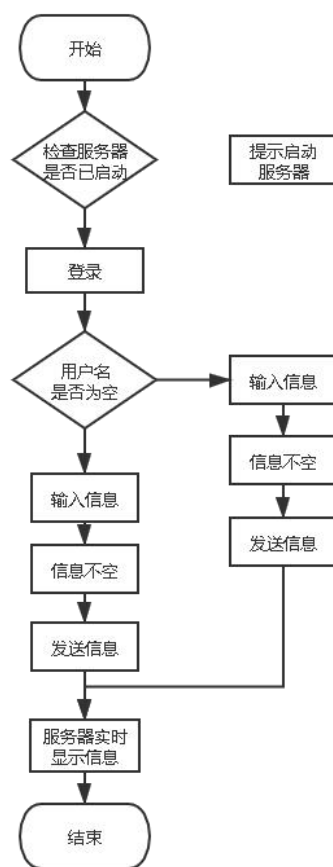 开始
检查服务器
是否已启动
提示启动
服务器
登录
用户名
是否为空
输入信息
信息不空
发送信息
输入信息
信息不空
发送信息
服务器实时
显示信息
结束